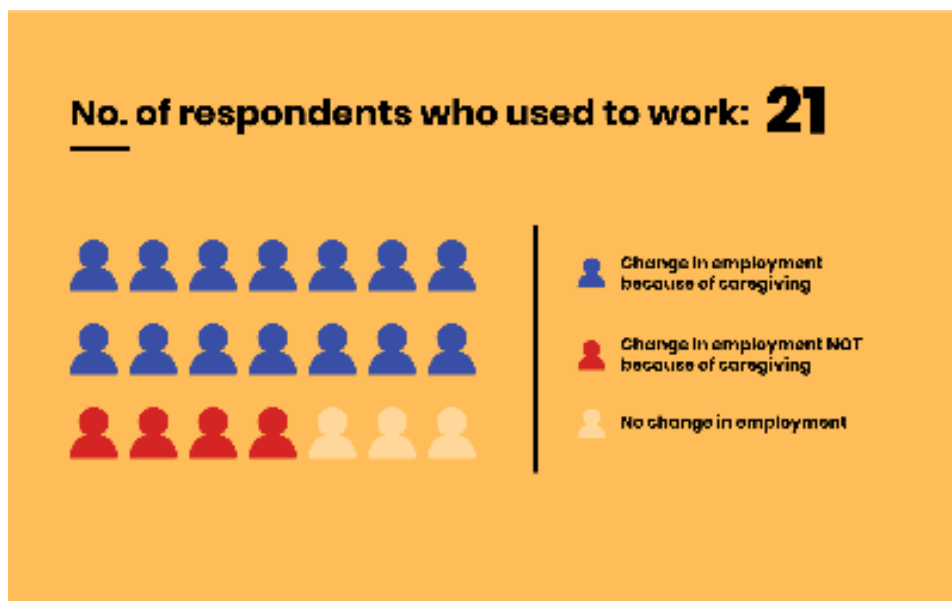 No. of respondents who used to work: 21
Change in employment
because of caregiving
Change in employment NOT
because of caregiving
No change in employment